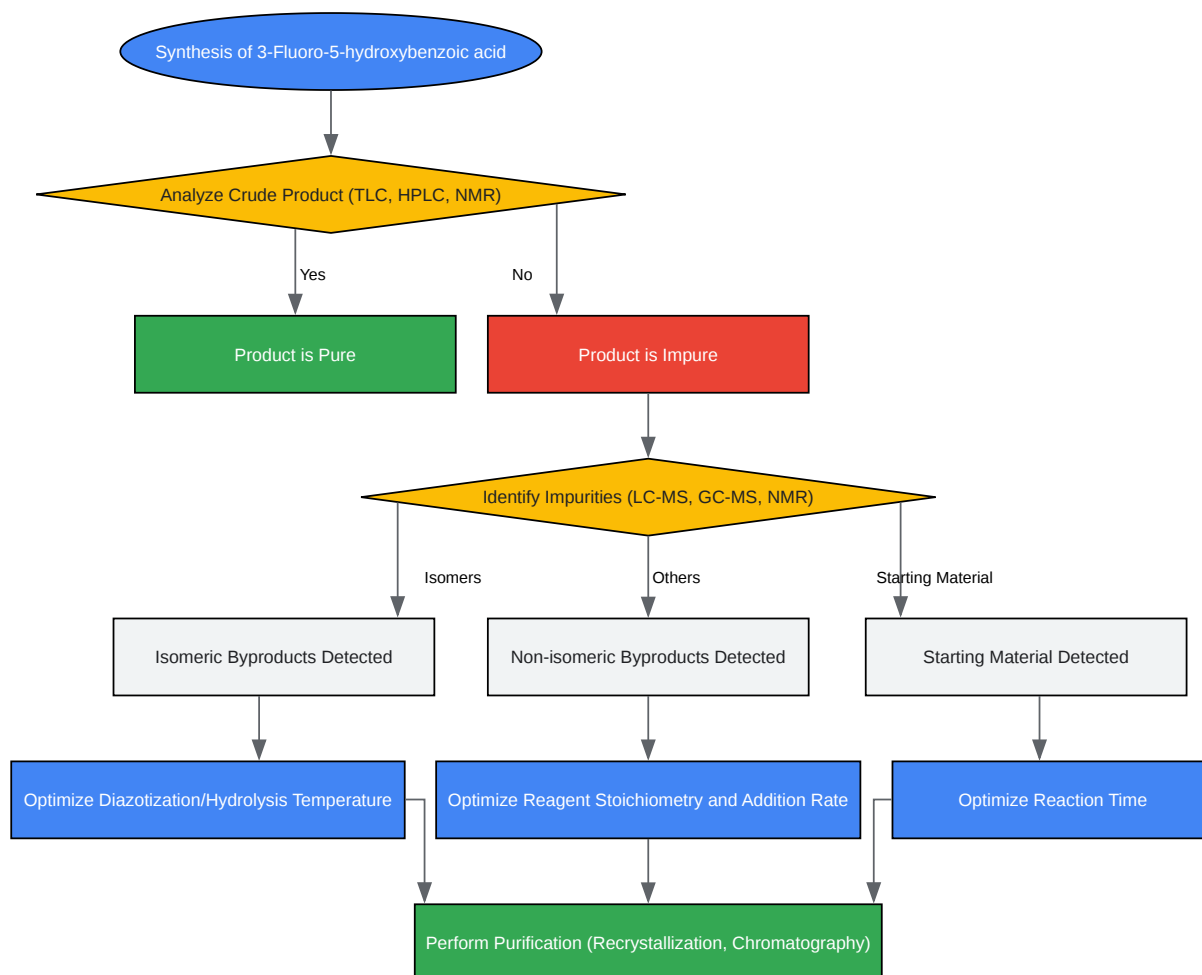 Synthesis of 3-Fluoro-5-hydroxybenzoic acid
Analyze Crude Product (TLC, HPLC, NMR)
Yes
No
Product is Pure
Product is Impure
Identify Impurities (LC-MS, GC-MS, NMR)
Isomers
Others
Starting Material
Isomeric Byproducts Detected
Non-isomeric Byproducts Detected
Starting Material Detected
Optimize Diazotization/Hydrolysis Temperature
Optimize Reagent Stoichiometry and Addition Rate
Optimize Reaction Time
Perform Purification (Recrystallization, Chromatography)